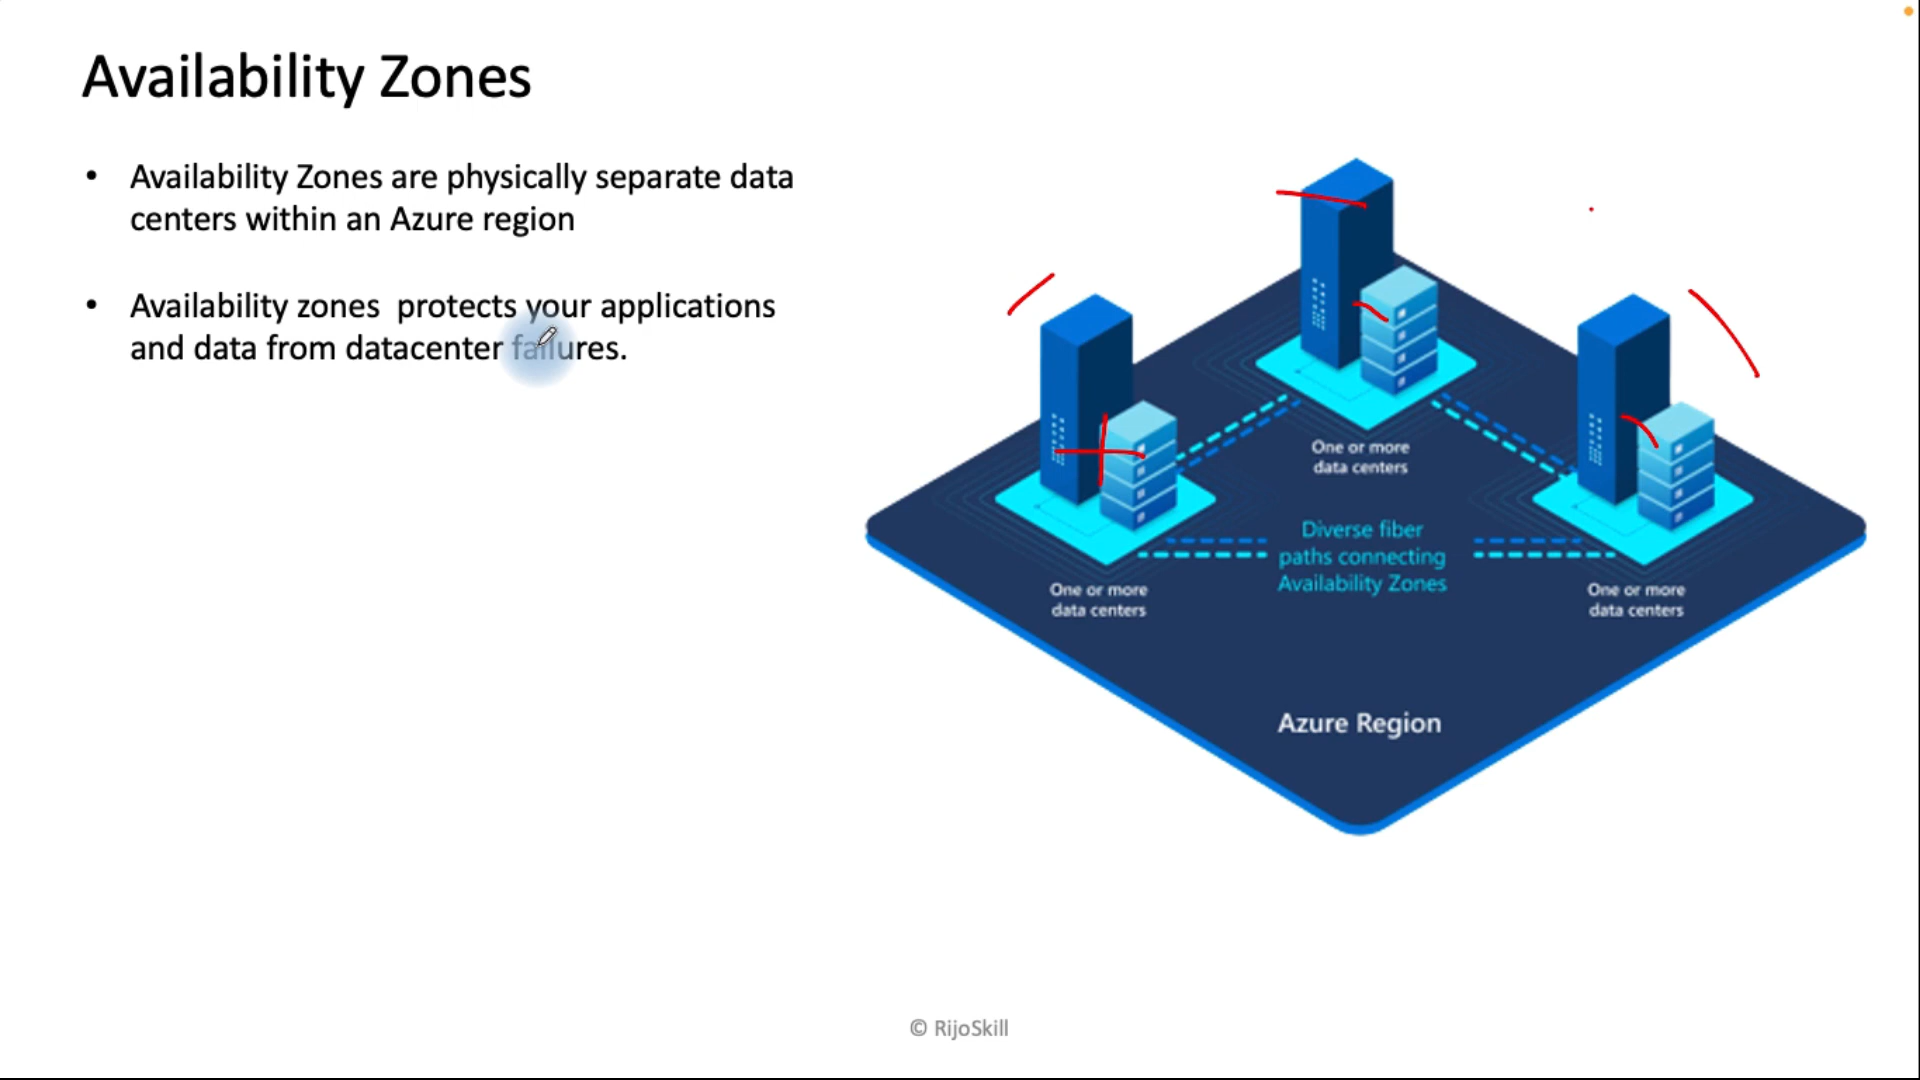 Availability Zones
• Availability Zones are physically separate data
centers within an Azure region
• Availability zones  protects your applications
and data from datacenter failures.
One or more
data centers
Diverse fiber
paths connecting
Availability Zones
One or more
data centers
One or more
data centers
Azure Region
© RijoSkill